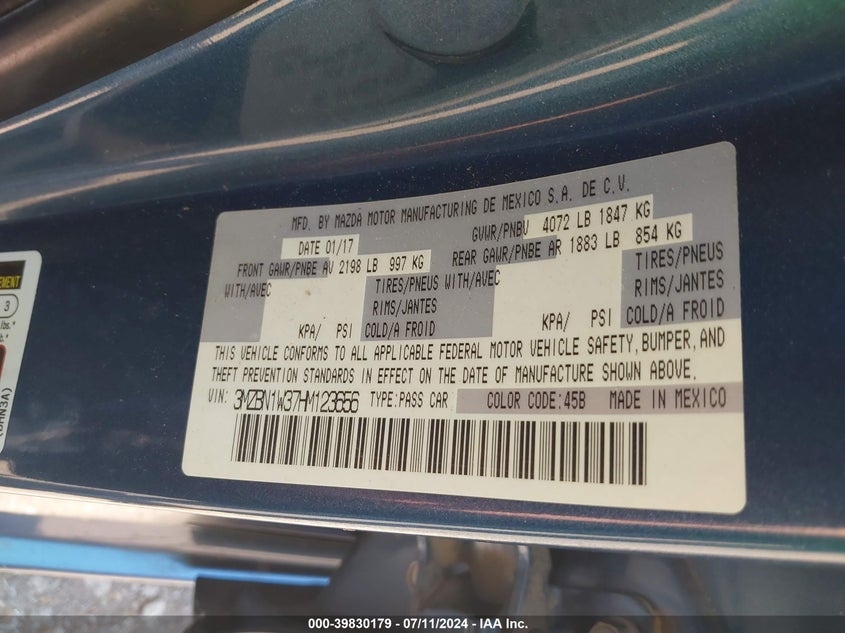 MFD. BY MAZDA MOTOR MANUFACTURING DE MEXICO S.A. DE C.V.
DATE 01/17 GVWR/PNBV 4072 LB 1847 KG
FRONT GAWR/PNBE AV 2198 LB 997 KG REAR GAWR/PNBE AR 1883 LB 854 KG
WITH/AVEC TIRES/PNEUS WITH/AVEC TIRES/PNEUS
RIMS/JANTES RIMS/JANTES
KPA/ PSI COLD/A FROID KPA/ PSI COLD/A FROID
THIS VEHICLE CONFORMS TO ALL APPLICABLE FEDERAL MOTOR VEHICLE SAFETY, BUMPER, AND
THEFT PREVENTION STANDARDS IN EFFECT ON THE DATE OF MANUFACTURE SHOWN ABOVE.
VIN: 3MZBN1W37HM123656 TYPE:PASS CAR COLOR CODE:45B MADE IN MEXICO
3
lbs.*
000-39830179 - 07/11/2024 - IAA Inc.